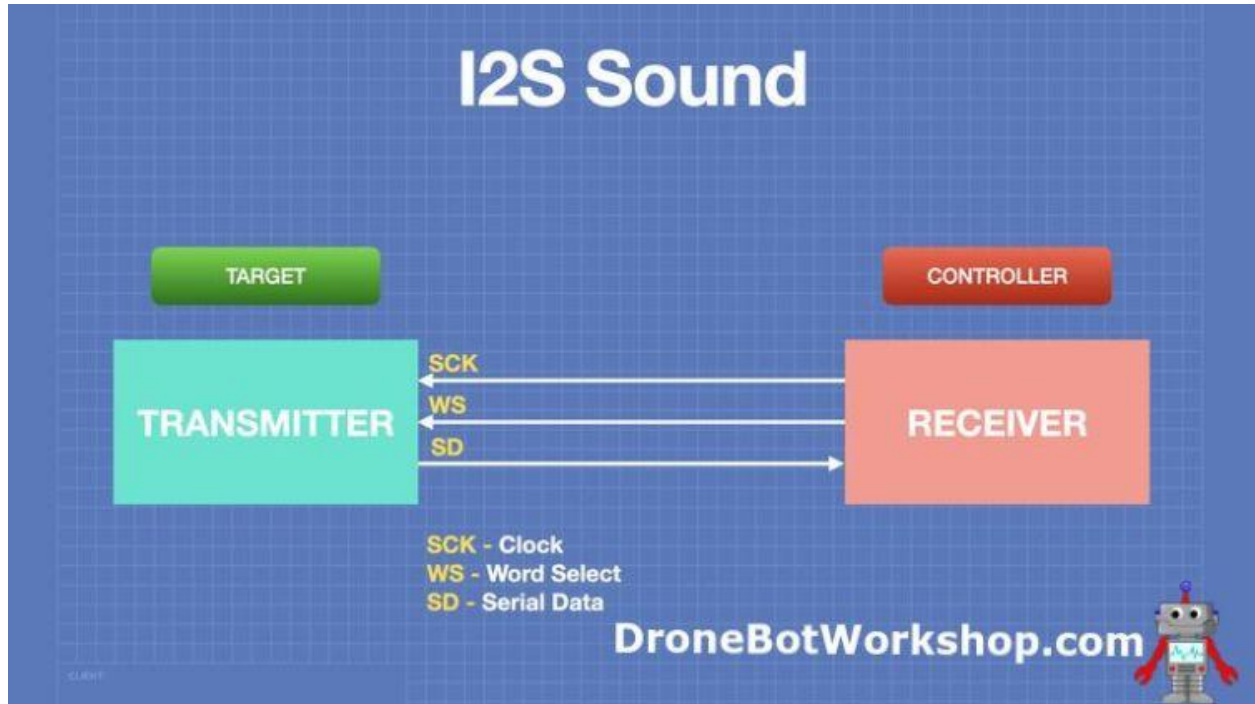 I2S Sound
TARGET
CONTROLLER
TRANSMITTER
SCK
WS
SD
RECEIVER
SCK - Clock
WS - Word Select
SD - Serial Data
DroneBotWorkshop.com